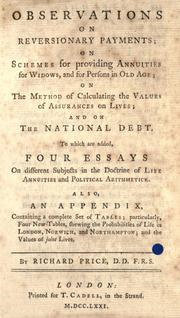 OBSERVATIONS
ON
REVERSIONARY PAYMENTS;
ON
SCHEMES for providing ANNUITIES
for WIDOWS, and for PERSONS in OLD AGE;
ON
The METHOD of Calculating the VALUES
of ASSURANCES on LIVES;
AND ON
THE NATIONAL DEBT.
To which are added,
FOUR ESSAYS
On different Subjects in the Doctrine of LIFE
ANNUITIES and POLITICAL ARITHMETICK.
ALSO,
AN APPENDIX,
Containing a complete Set of TABLES; particularly,
Four New Tables, shewing the Probabilities of Life in
LONDON, NORWICH, and NORTHAMPTON; and
the Values of joint Lives.
BY RICHARD PRICE, D.D. F.R.S.
LONDON:
Printed for T. CADELL, in the Strand.
M.DCC.LXXI.